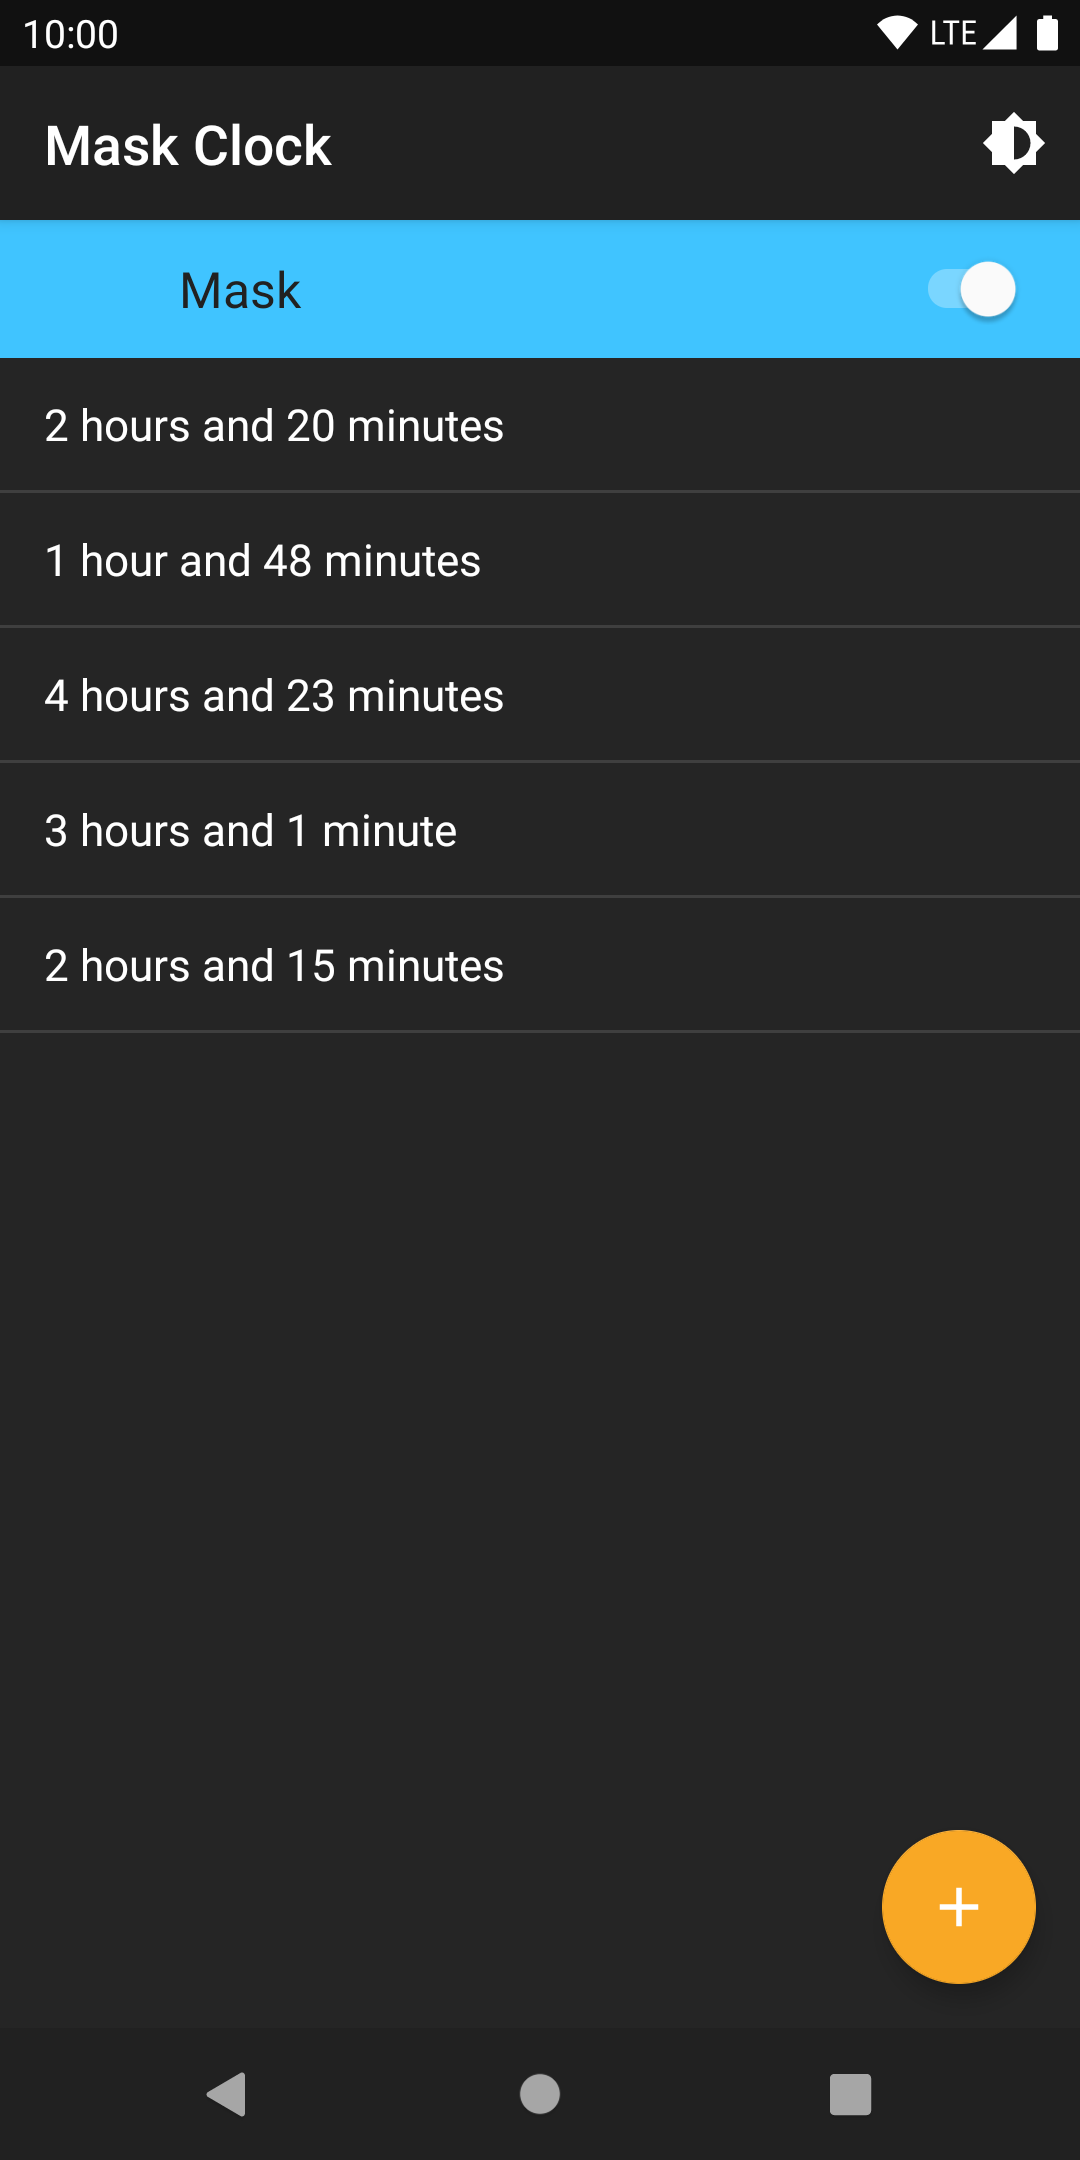 10:00
LTE
Mask Clock
Mask
2 hours and 20 minutes
1 hour and 48 minutes
4 hours and 23 minutes
3 hours and 1 minute
2 hours and 15 minutes